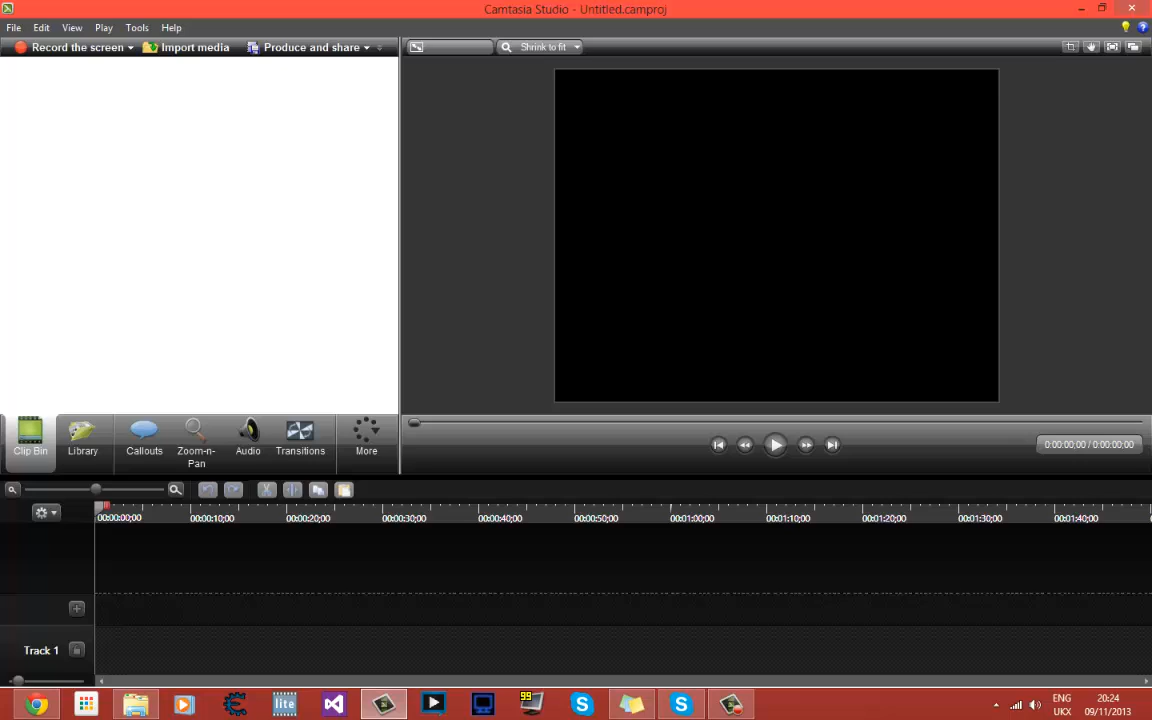 Camtasia Studio - Untitled.camproj
File Edit View Play Tools Help
Record the screen Import media Produce and share Shrink to fit
Clip Bin Library Callouts Zoom-n-Pan Audio Transitions More
0:00:00;00 / 0:00:00;00
00:00:00;00 00:00:10;00 00:00:20;00 00:00:30;00 00:00:40;00 00:00:50;00 00:01:00;00 00:01:10;00 00:01:20;00 00:01:30;00 00:01:40;00
Track 1
lite 99 ENG 20:24
UKX 09/11/2013